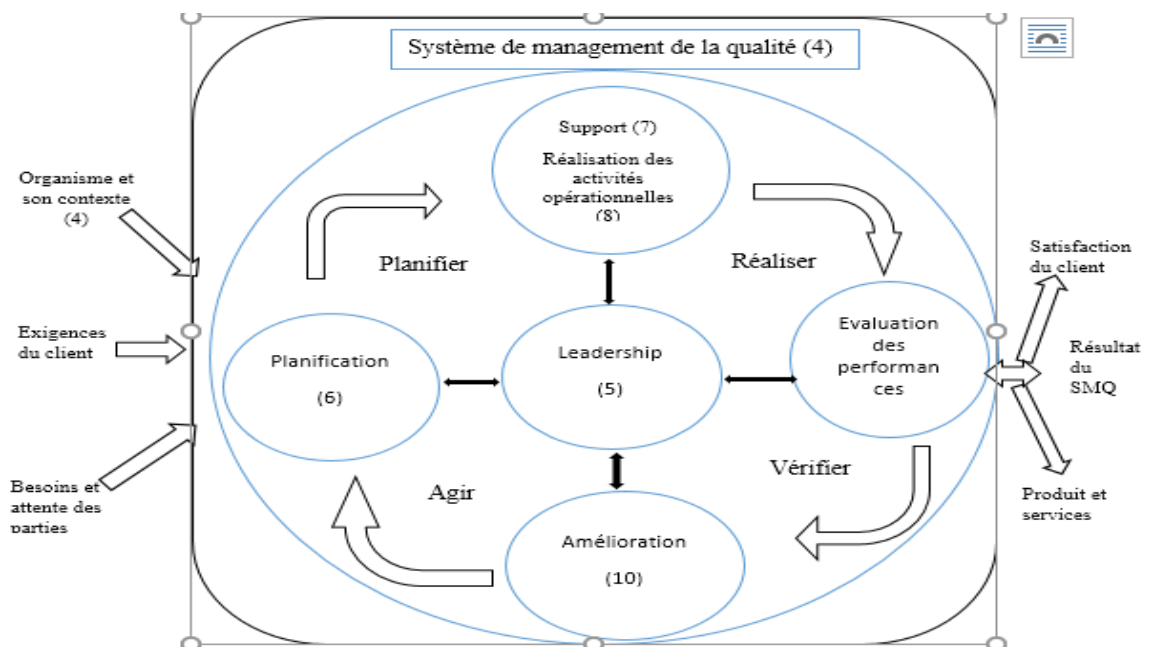 Système de management de la qualité (4)
Support (7)
Réalisation des
activités
opérationnelles
(8)
Organisme et
son contexte
(4)
Planifier
Réaliser
Satisfaction
du client
Exigences
du client
Planification
(6)
Leadership
(5)
Evaluation
des
performan
ces
Résultat
du
SMQ
Besoins et
attente des
parties
Agir
Vérifier
Produit et
services
Amélioration
(10)